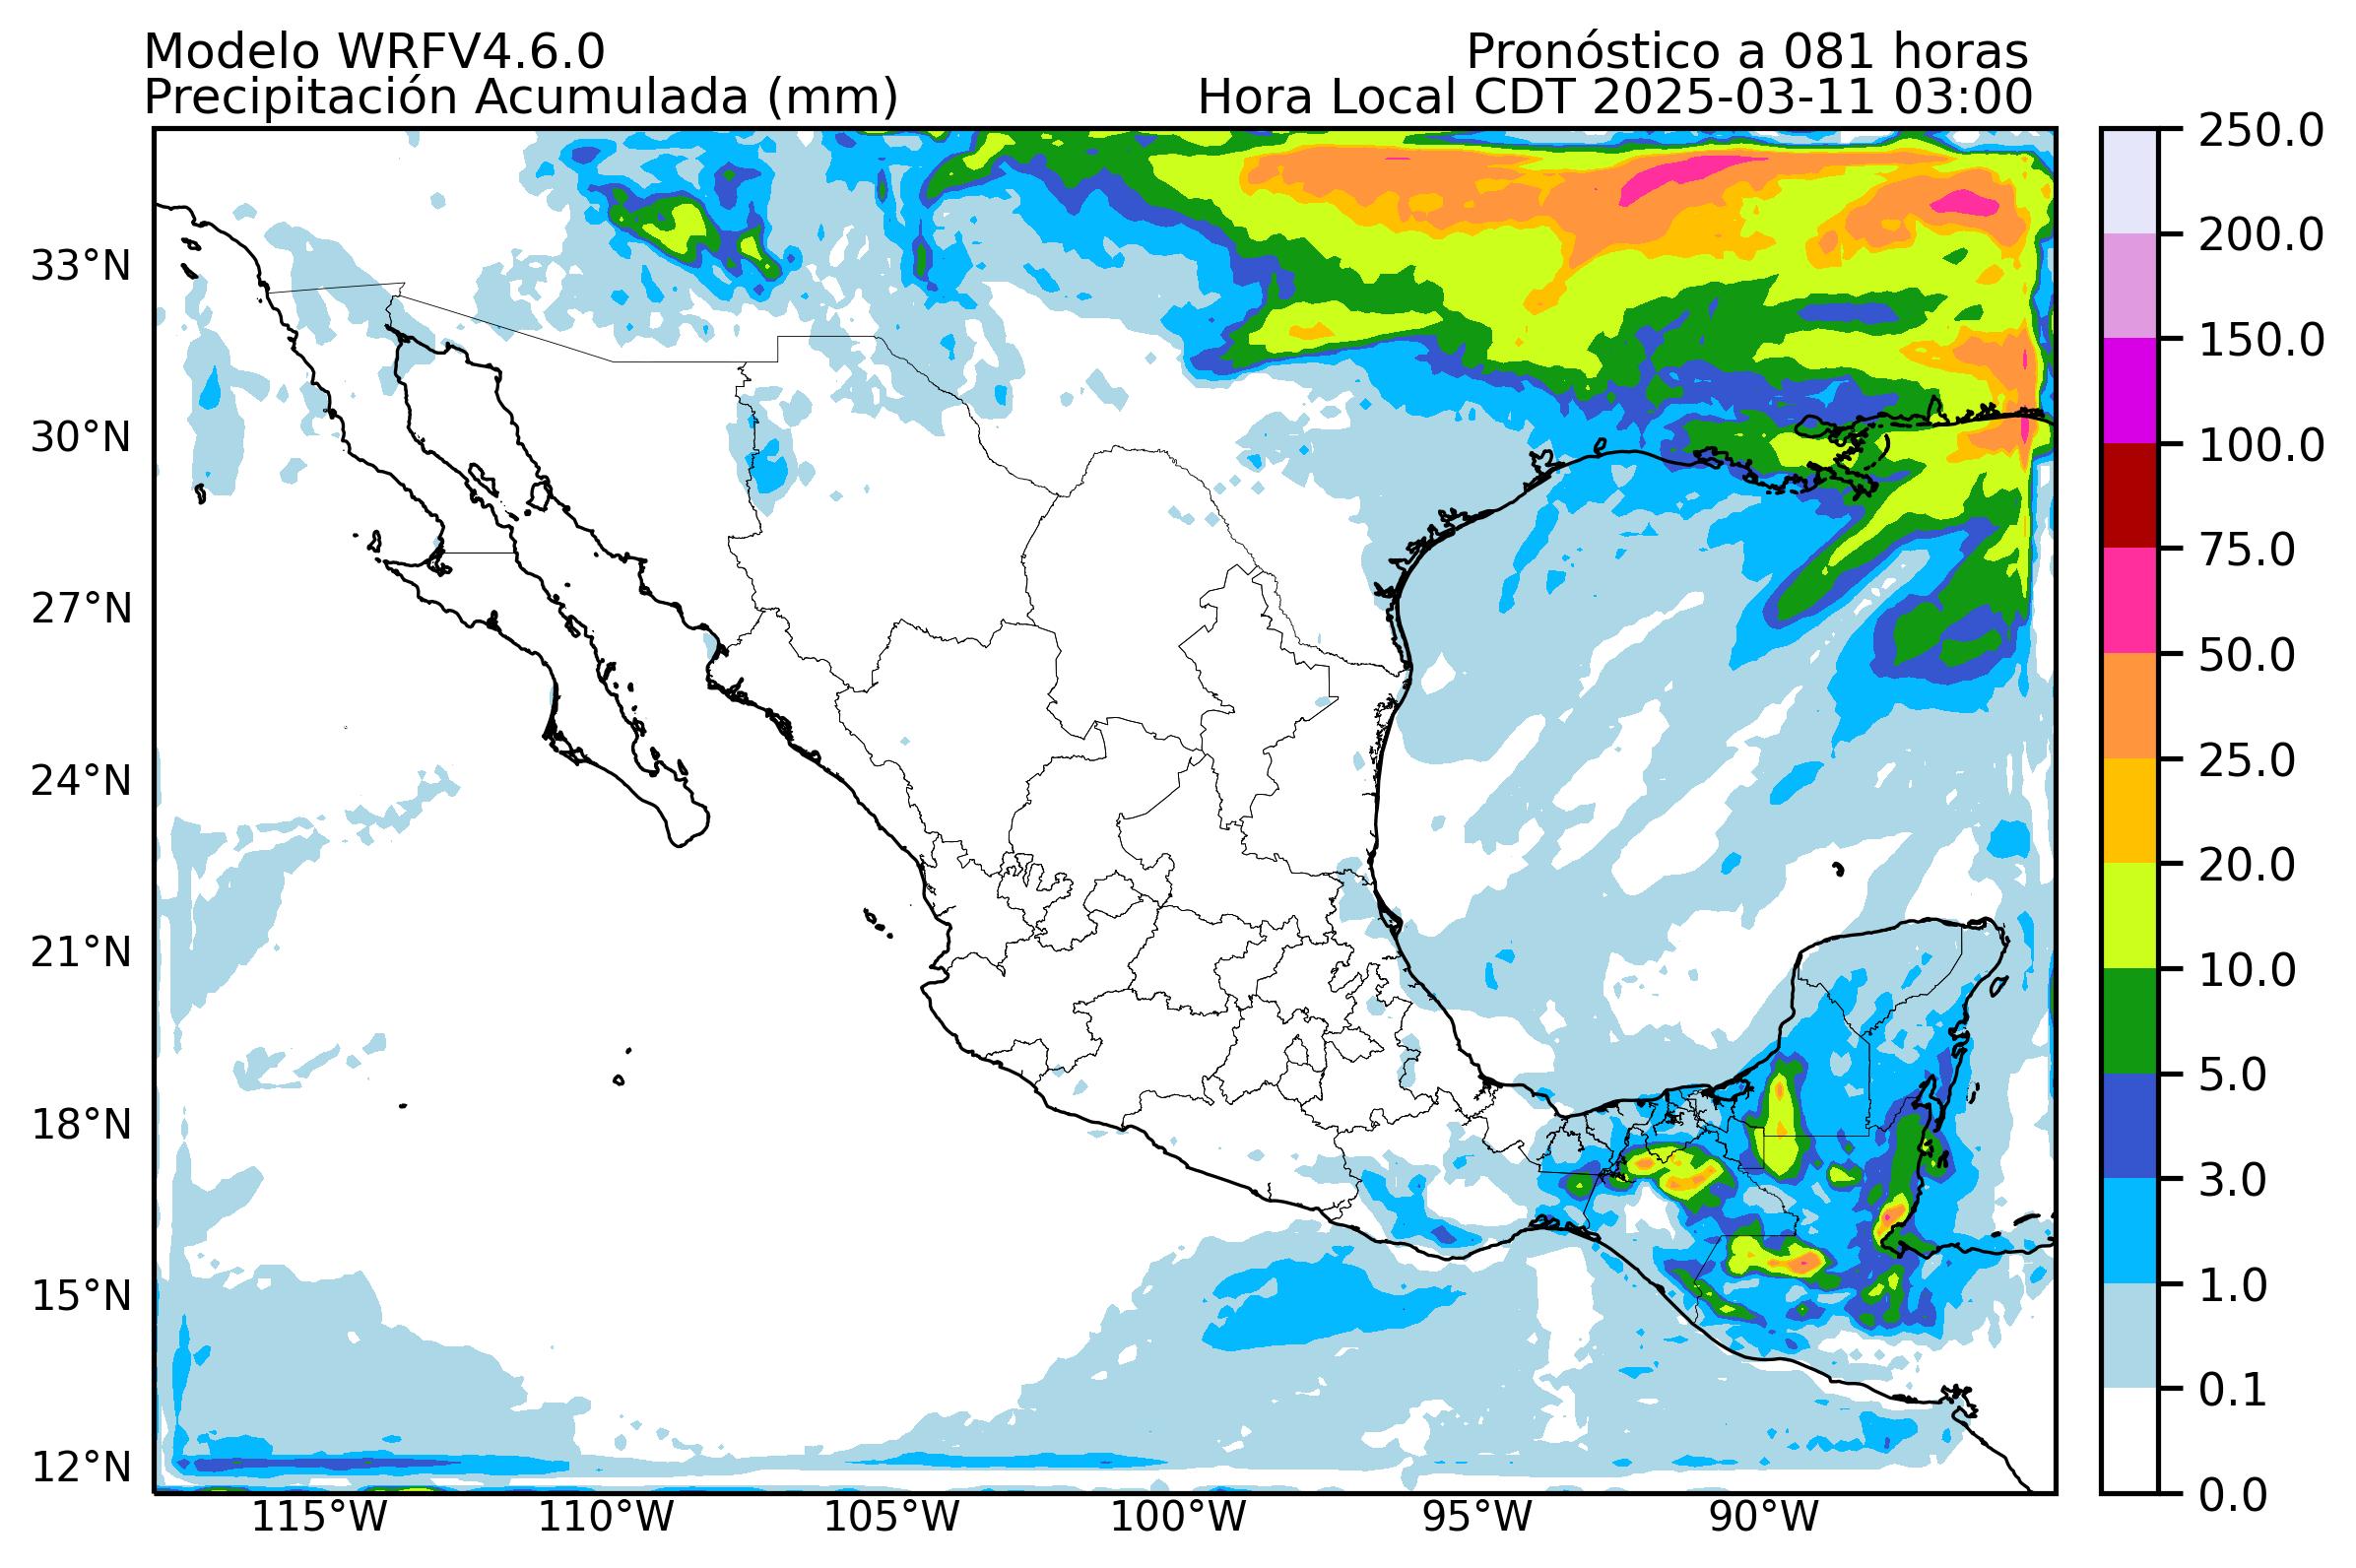 Modelo WRFV4.6.0
Pronóstico a 081 horas
Precipitación Acumulada (mm)
Hora Local CDT 2025-03-11 03:00
33°N
30°N
27°N
24°N
21°N
18°N
15°N
12°N
115°W
110°W
105°W
100°W
95°W
90°W
250.0
200.0
150.0
100.0
75.0
50.0
25.0
20.0
10.0
5.0
3.0
1.0
0.1
0.0